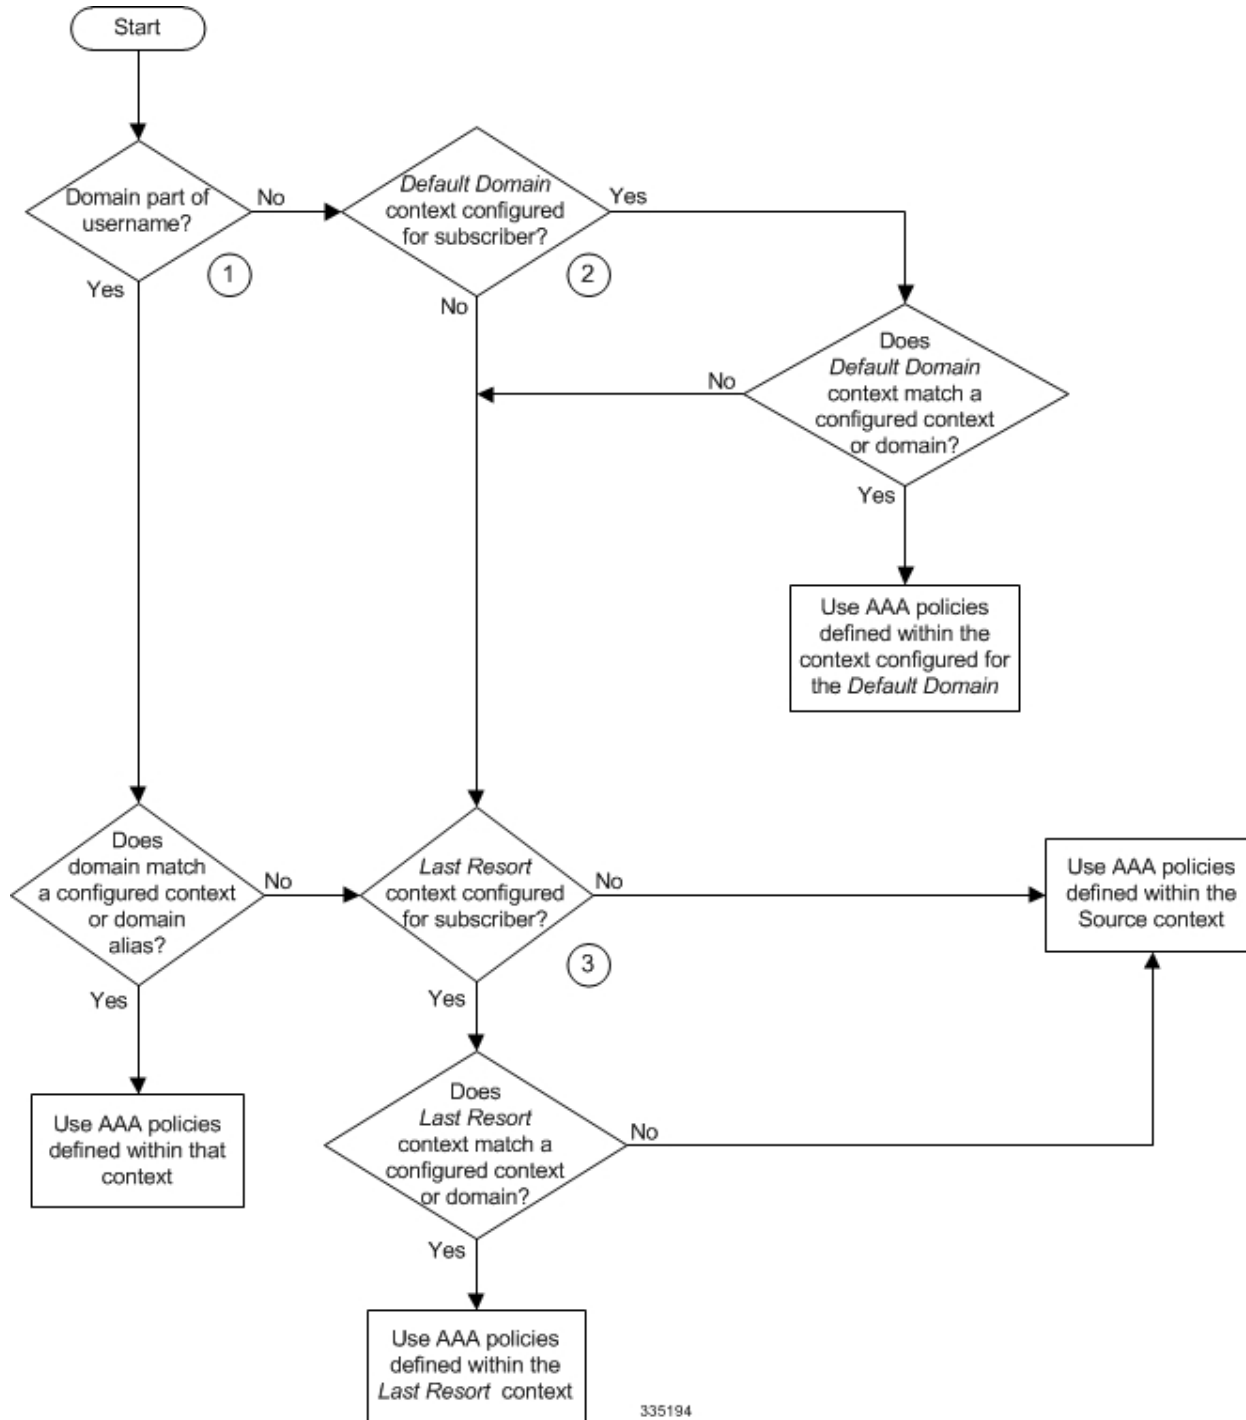 Start
Domain part of
username?
No
Yes
1
Default Domain
context configured
for subscriber?
Yes
No
2
Does
Default Domain
context match a
configured context
or domain?
No
Yes
Use AAA policies
defined within the
context configured for
the Default Domain
Does
domain match
a configured context
or domain
alias?
No
Yes
Use AAA policies
defined within that
context
Last Resort
context configured
for subscriber?
No
Yes
3
Use AAA policies
defined within the
Source context
Does
Last Resort
context match a
configured context
or domain?
No
Yes
Use AAA policies
defined within the
Last Resort context
335194